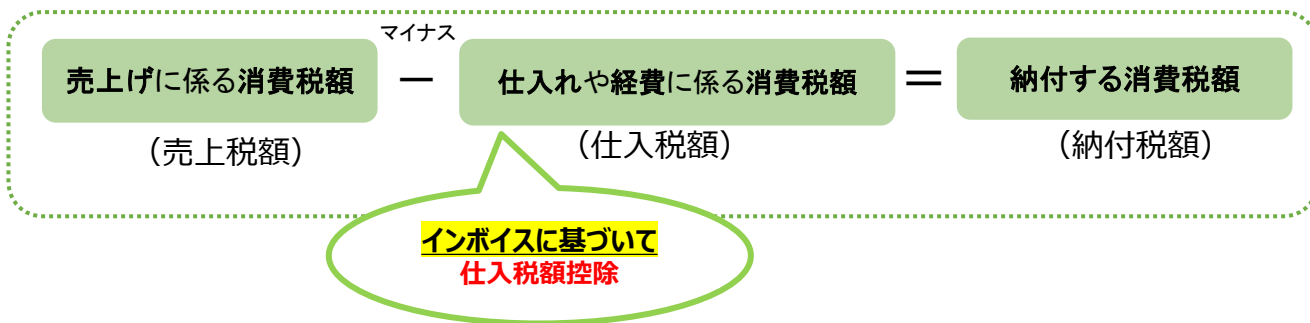 マイナス
売上げに係る消費税額 － 仕入れや経費に係る消費税額 ＝ 納付する消費税額
（売上税額） （仕入税額） （納付税額）
インボイスに基づいて
仕入税額控除